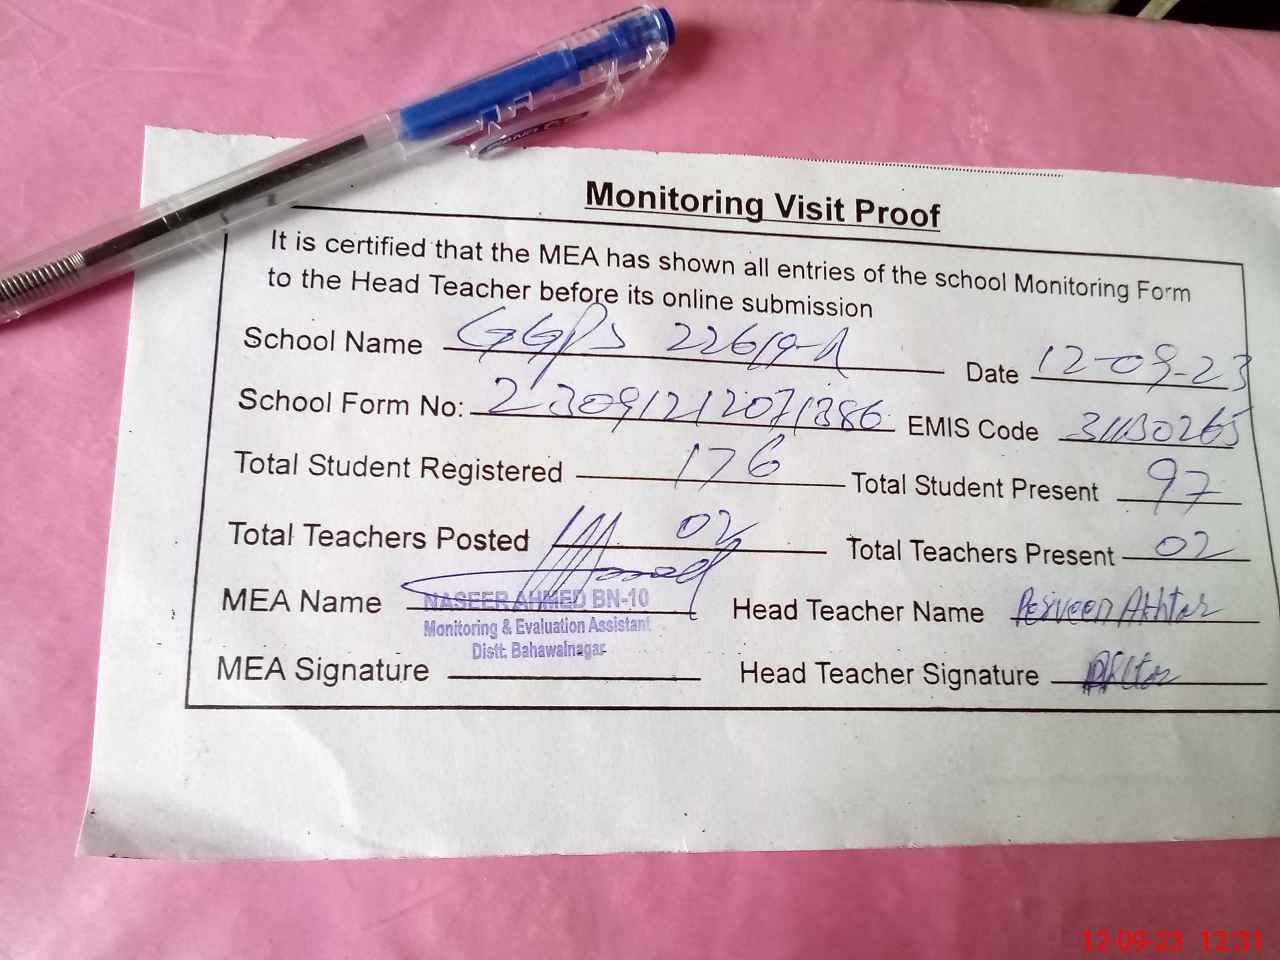 Monitoring Visit Proof
It is certified that the MEA has shown all entries of the school Monitoring Form
to the Head Teacher before its online submission
School Name GGPS 226/9-R Date 12-09-23
School Form No: 230912120711386 EMIS Code 31130265
Total Student Registered 176 Total Student Present 97
Total Teachers Posted 02 Total Teachers Present 02
MEA Name NASEER AHMED BN-10 Head Teacher Name Perveen Akhtar
Monitoring & Evaluation Assistant
Distt. Bahawalnagar
MEA Signature Head Teacher Signature
12-09-23 12:31